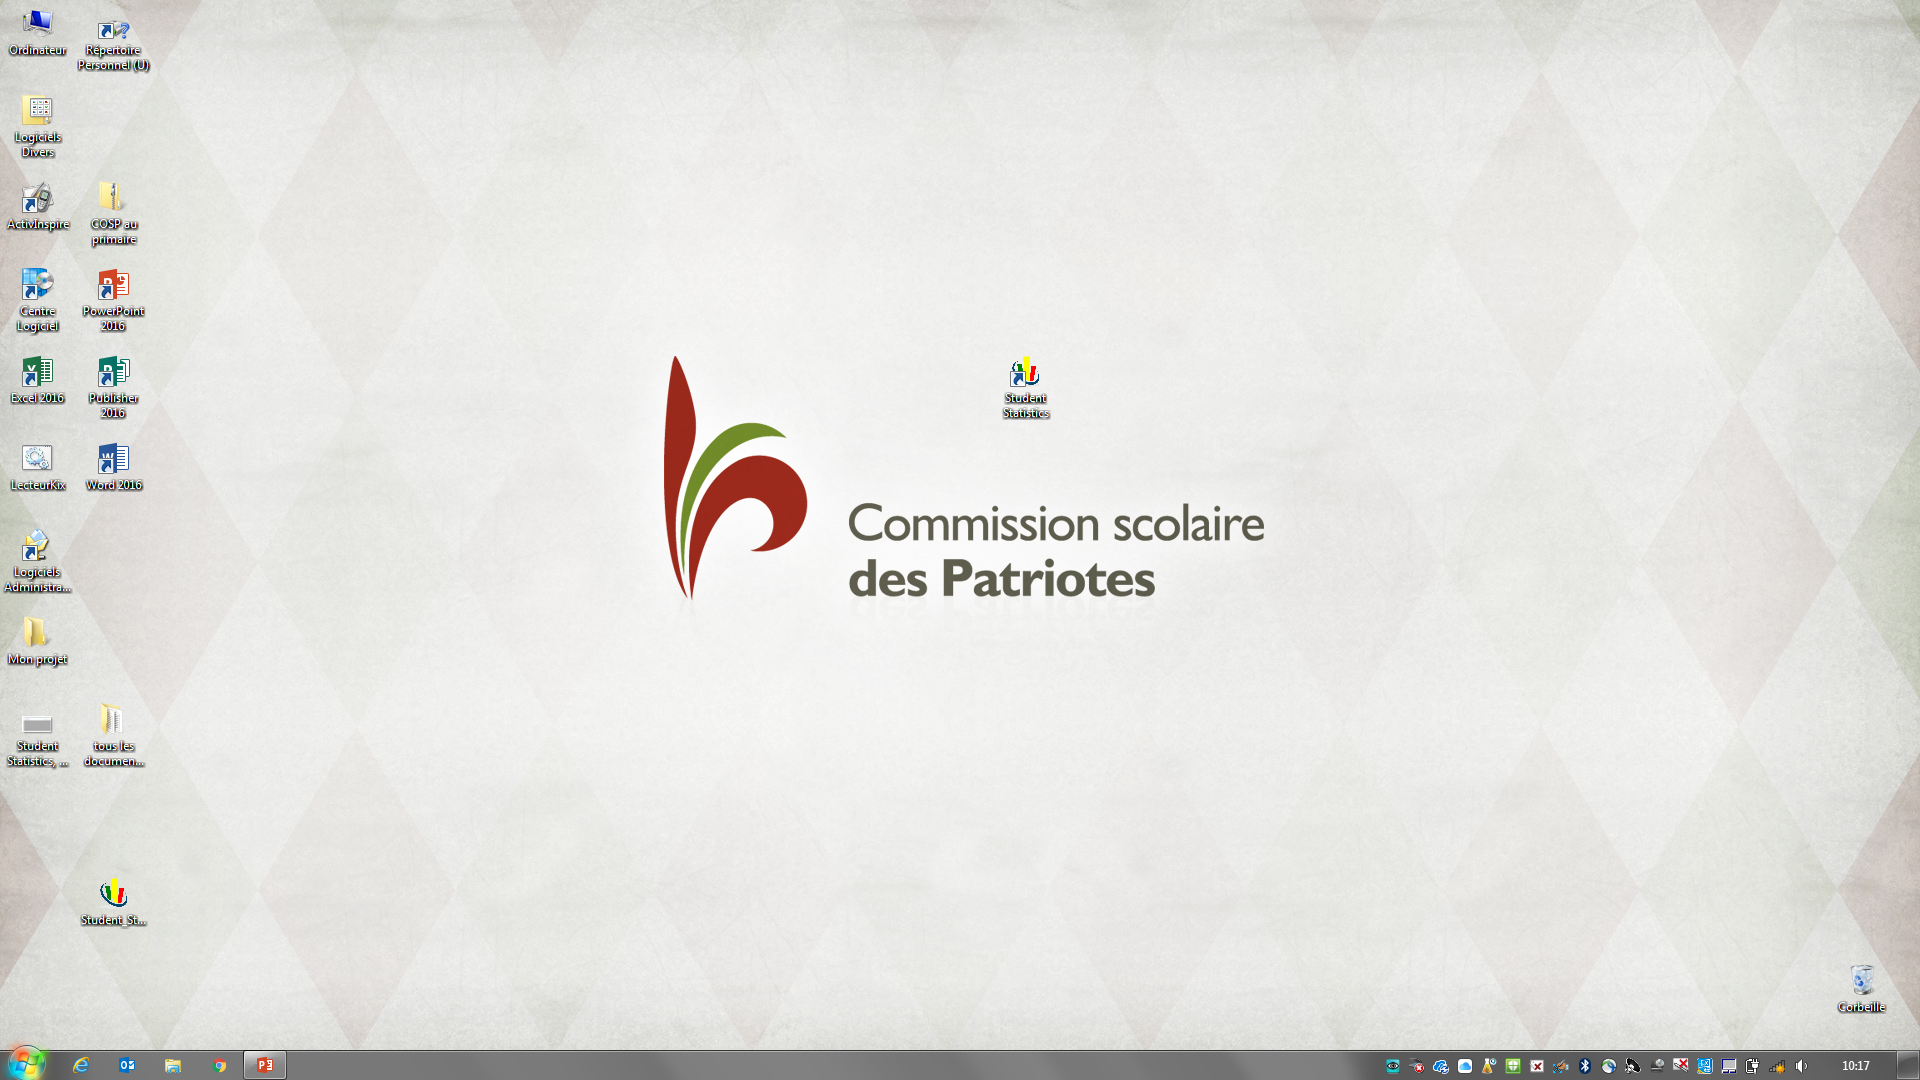 Ordinateur
Répertoire
Personnel (U)
Logiciels
Divers
ActivInspire
COSP au
primaire
Centre
Logiciel
PowerPoint
2016
Excel 2016
Publisher
2016
LecteurKix
Word 2016
Logiciels
Administra...
Mon projet
Student
Statistics, ...
tous les
documen...
Student_St...
Student
Statistics
Commission scolaire
des Patriotes
Corbeille
10:17